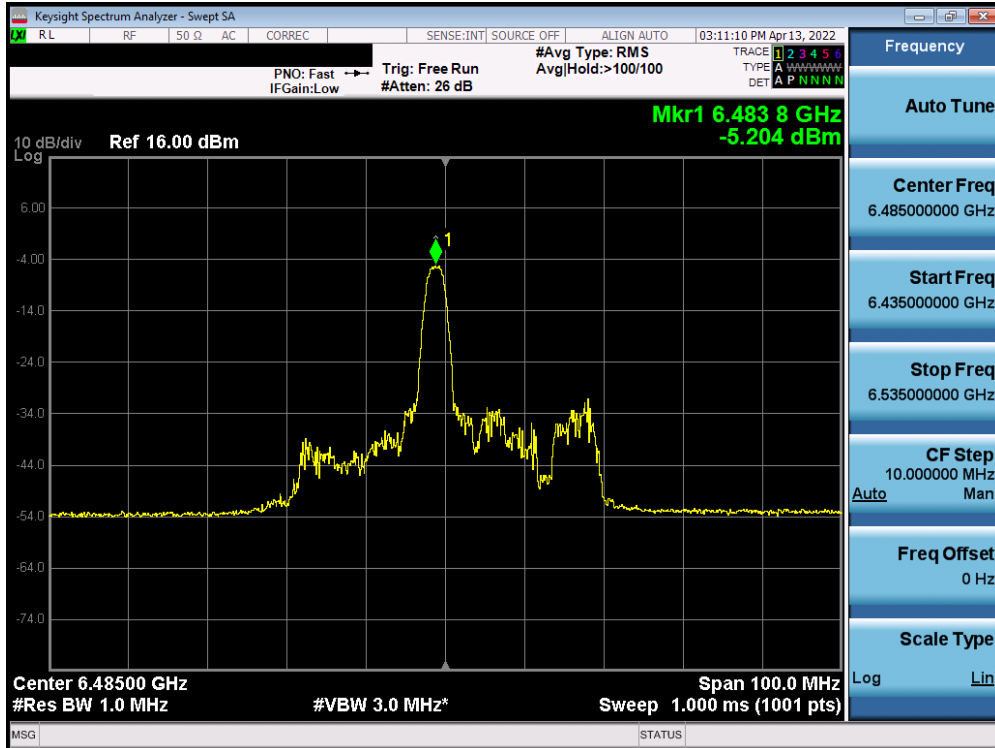 Keysight Spectrum Analyzer - Swept SA
LXI RL RF 50 Ω AC CORREC SENSE:INT SOURCE OFF ALIGN AUTO 03:11:10 PM Apr 13, 2022
#Avg Type: RMS TRACE 1 2 3 4 5 6
PNO: Fast Trig: Free Run Avg|Hold:>100/100 TYPE A WWWWW
IFGain:Low #Atten: 26 dB DET A P N N N N
Mkr1 6.483 8 GHz
-5.204 dBm
10 dB/div Ref 16.00 dBm
Log
1
6.00
-4.00
-14.0
-24.0
-34.0
-44.0
-54.0
-64.0
-74.0
Center 6.48500 GHz Span 100.0 MHz
#Res BW 1.0 MHz #VBW 3.0 MHz* Sweep 1.000 ms (1001 pts)
MSG STATUS
Frequency
Auto Tune
Center Freq
6.485000000 GHz
Start Freq
6.435000000 GHz
Stop Freq
6.535000000 GHz
CF Step
10.000000 MHz
Auto Man
Freq Offset
0 Hz
Scale Type
Log Lin